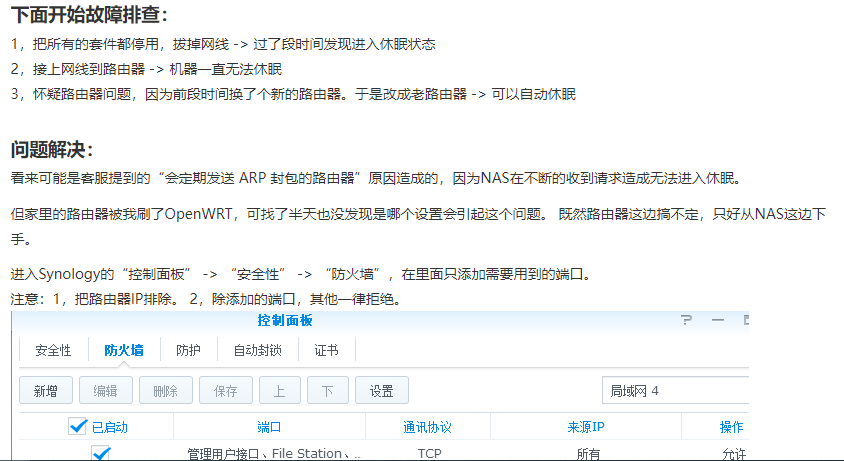 下面开始故障排查：
1，把所有的套件都停用，拔掉网线 -> 过了段时间发现进入休眠状态
2，接上网线到路由器 -> 机器一直无法休眠
3，怀疑路由器问题，因为前段时间换了个新的路由器。于是改成老路由器 -> 可以自动休眠
问题解决：
看来可能是客服提到的“会定期发送 ARP 封包的路由器”原因造成的，因为NAS在不断的收到请求造成无法进入休眠。
但家里的路由器被我刷了OpenWRT，可找了半天也没发现是哪个设置会引起这个问题。 既然路由器这边搞不定，只好从NAS这边下
手。
进入Synology的“控制面板” -> “安全性” -> “防火墙”，在里面只添加需要用到的端口。
注意：1，把路由器IP排除。 2，除添加的端口，其他一律拒绝。
控制面板
安全性 防火墙 防护 自动封锁 证书
新增 编辑 删除 保存 上 下 设置 局域网 4
已启动 端口 通讯协议 来源IP 操作
管理用户接口、File Station、.. TCP 所有 允许